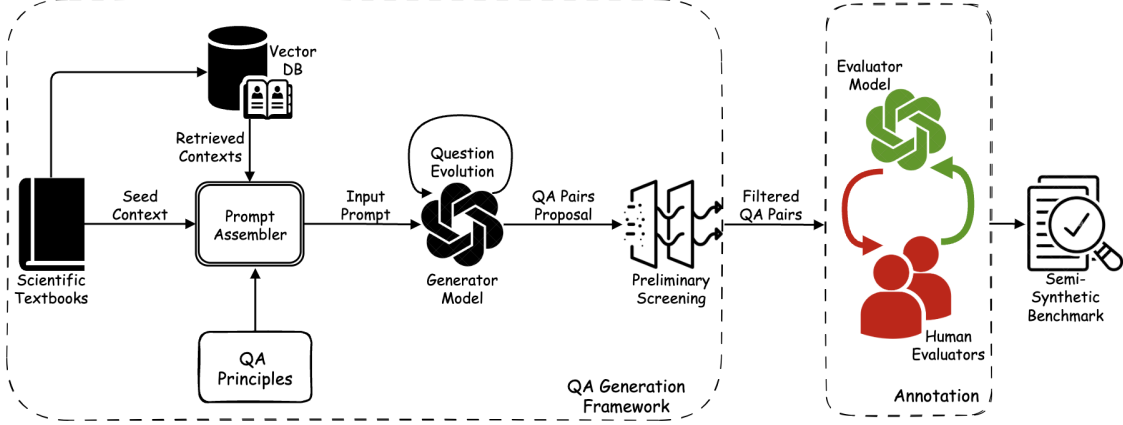 Vector
DB
Retrieved
Contexts
Question
Evolution
Evaluator
Model
Seed
Context
Prompt
Assembler
Input
Prompt
QA Pairs
Proposal
Filtered
QA Pairs
Scientific
Textbooks
Generator
Model
Preliminary
Screening
Semi-
Synthetic
Benchmark
Human
Evaluators
QA
Principles
QA Generation
Framework
Annotation